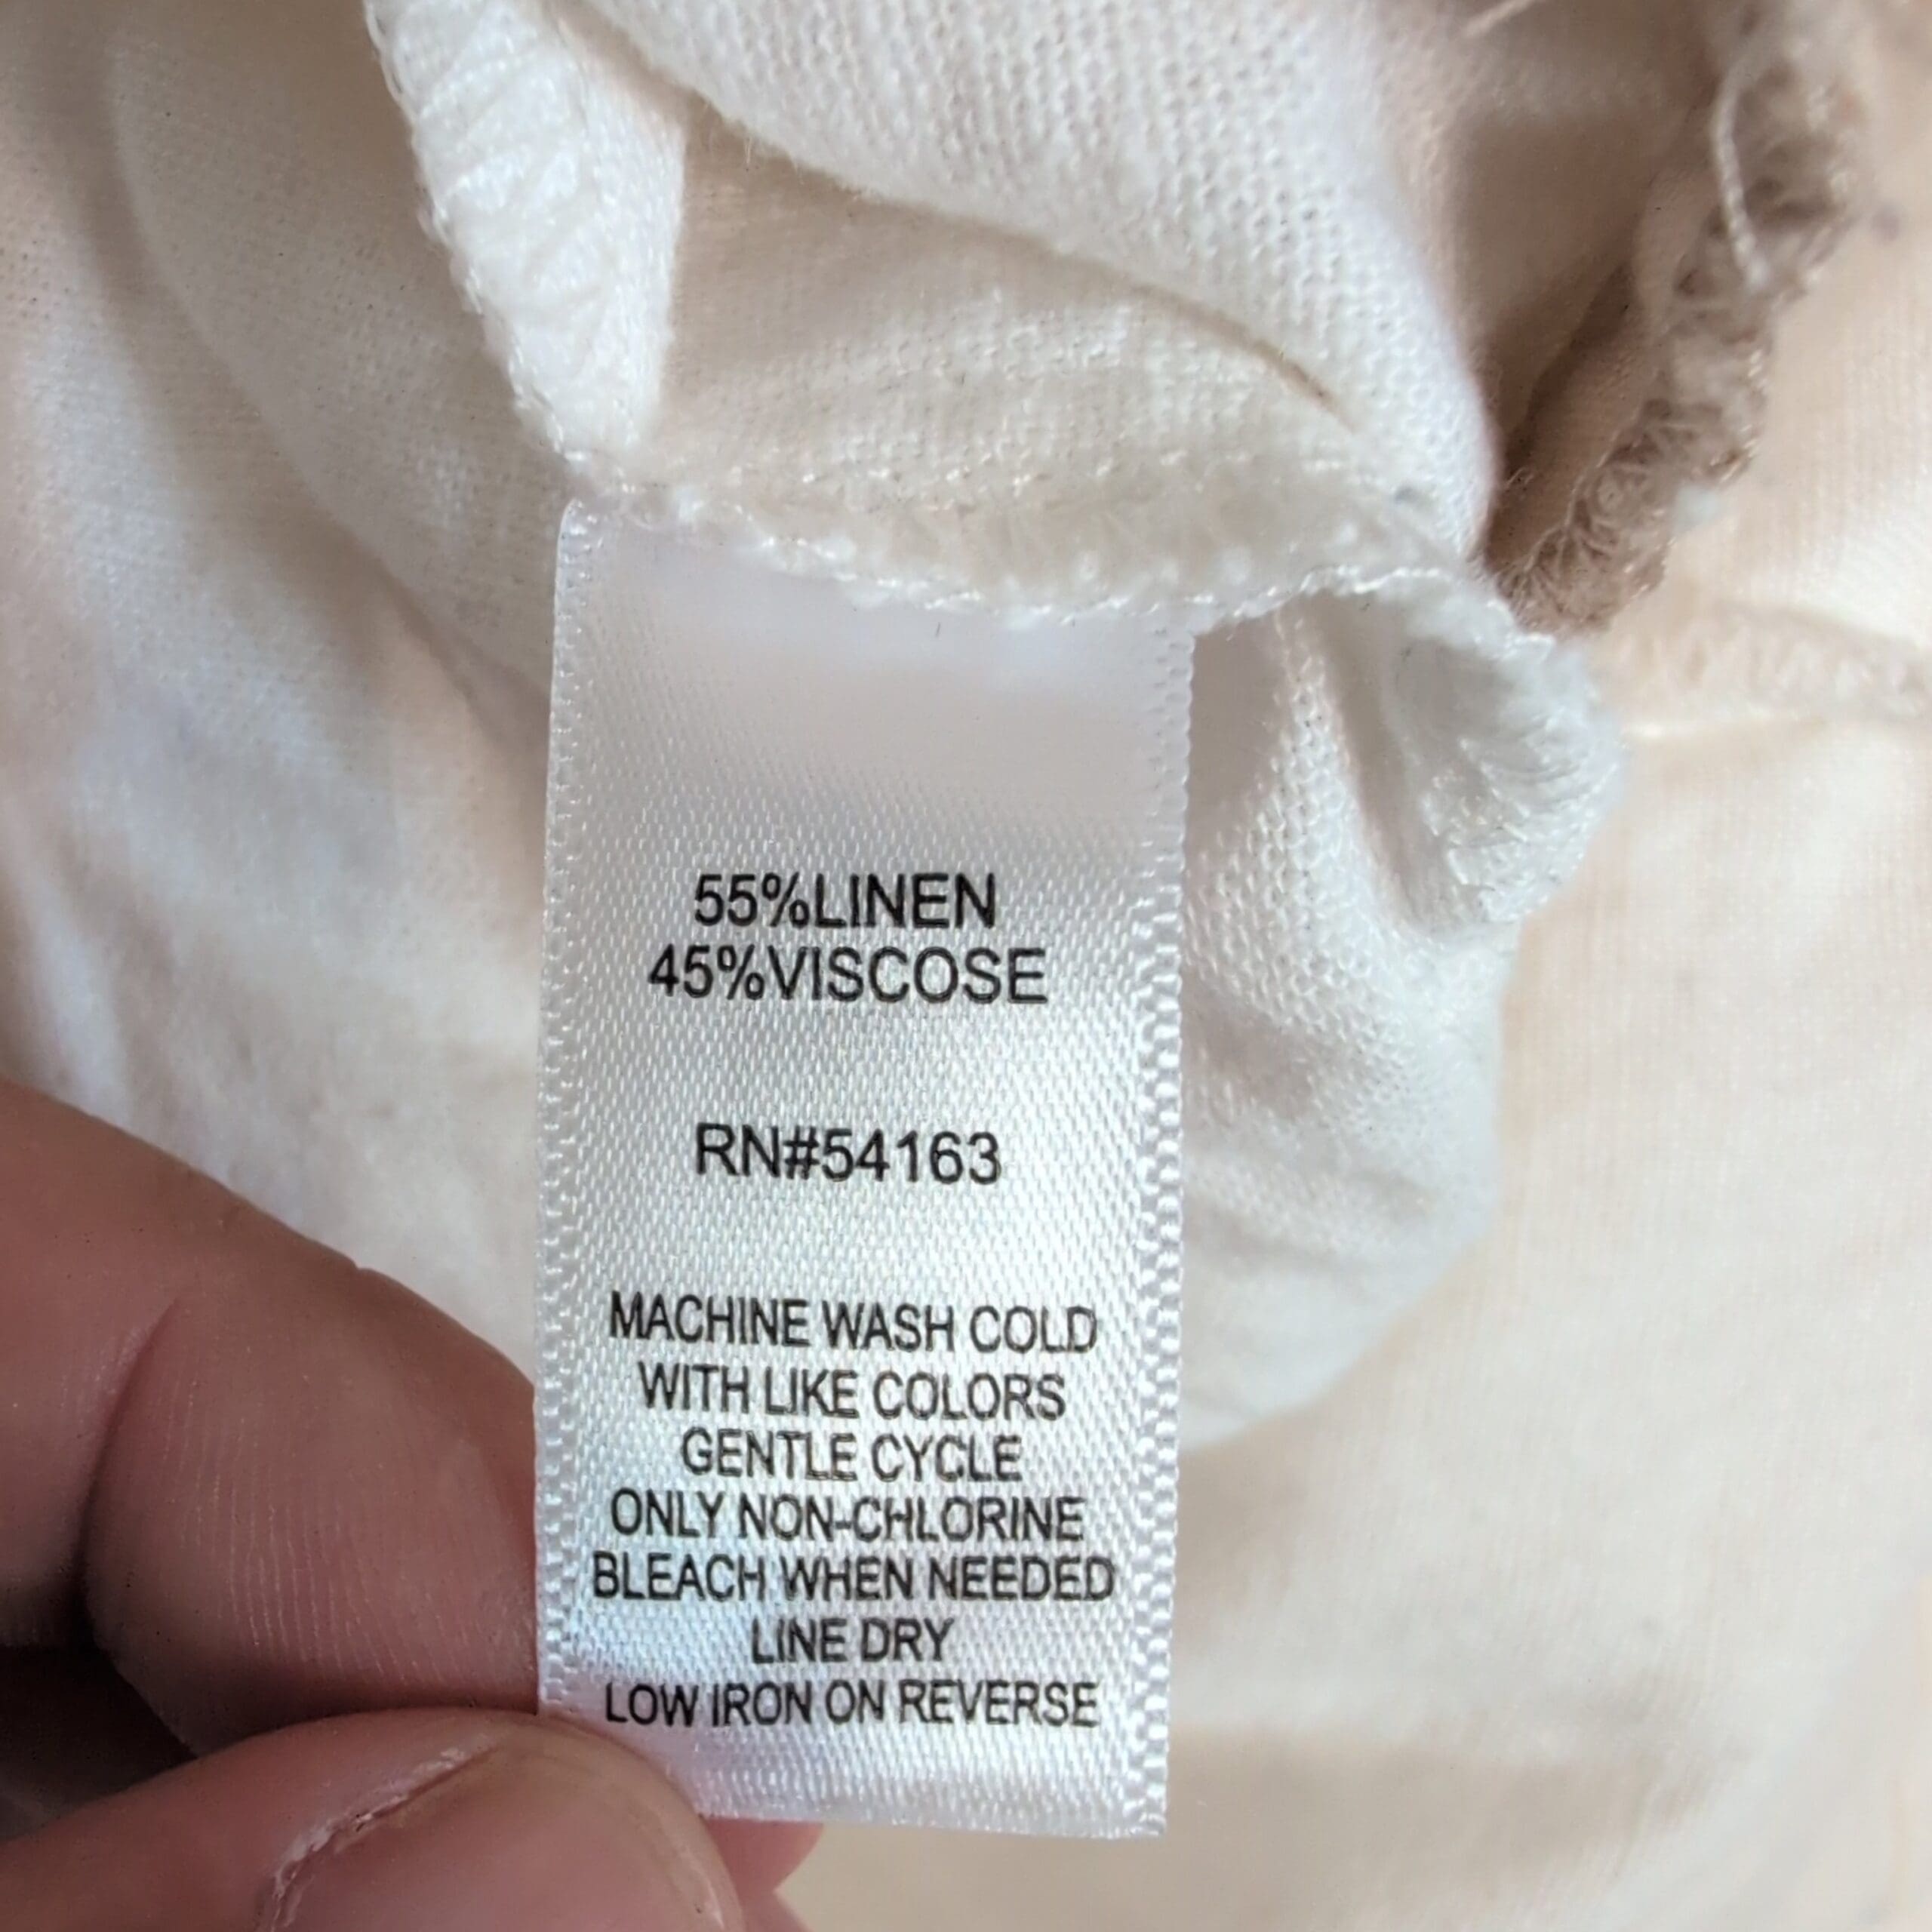 55%LINEN
45%VISCOSE
RN#54163
MACHINE WASH COLD
WITH LIKE COLORS
GENTLE CYCLE
ONLY NON-CHLORINE
BLEACH WHEN NEEDED
LINE DRY
LOW IRON ON REVERSE